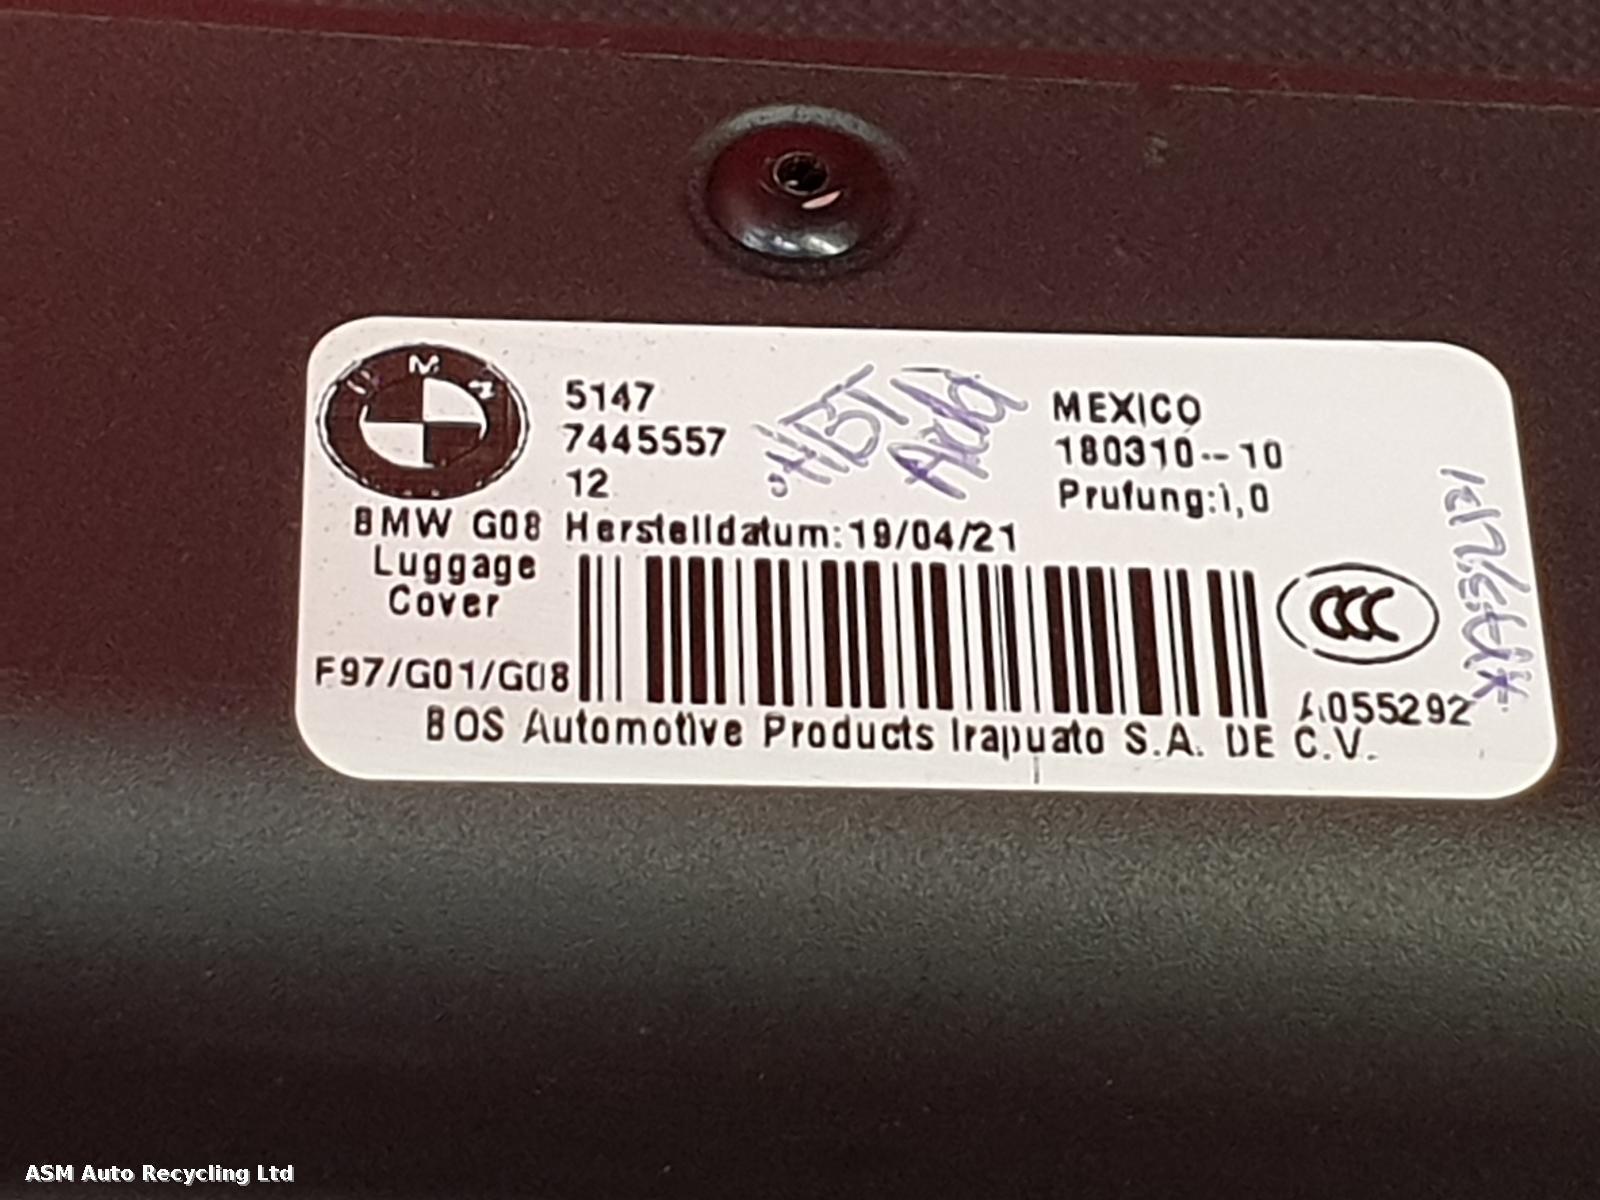 5147
7445557
12
MEXICO
180310--10
Prufung:1,0
BMW G08
Luggage
Cover
Herstelldatum:19/04/21
F97/G01/G08
CCC
A055292
BOS Automotive Products Irapuato S.A. DE C.V.
ASM Auto Recycling Ltd